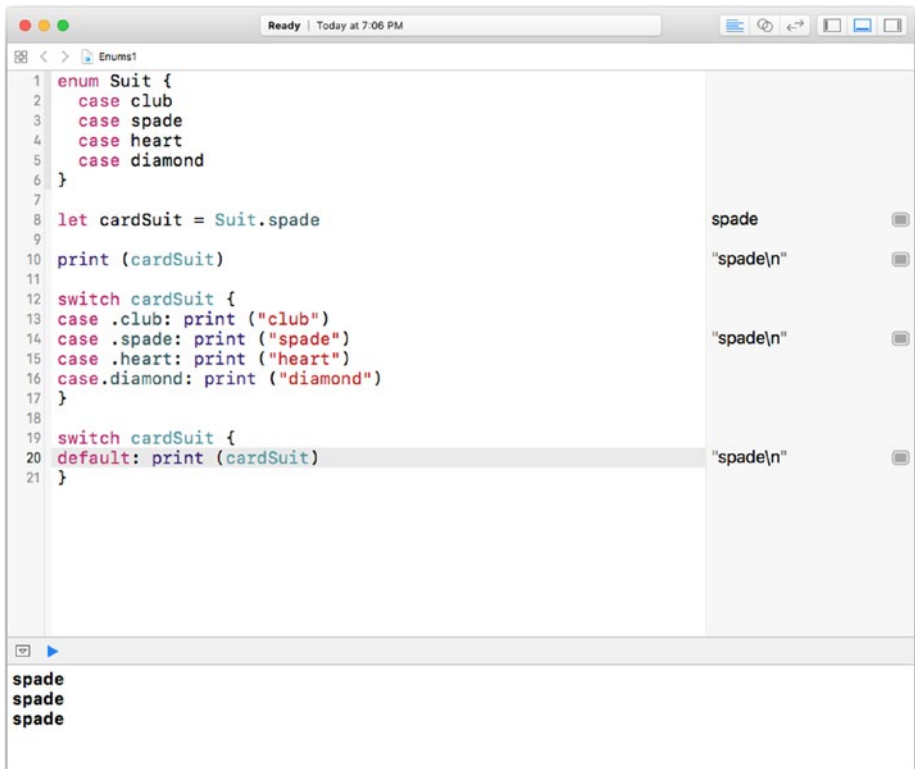 Ready | Today at 7:06 PM
Enums1
1 enum Suit {
2 case club
3 case spade
4 case heart
5 case diamond
6 }
7
8 let cardSuit = Suit.spade spade
9
10 print (cardSuit) "spade\n"
11
12 switch cardSuit {
13 case .club: print ("club")
14 case .spade: print ("spade") "spade\n"
15 case .heart: print ("heart")
16 case.diamond: print ("diamond")
17 }
18
19 switch cardSuit {
20 default: print (cardSuit) "spade\n"
21 }
spade
spade
spade